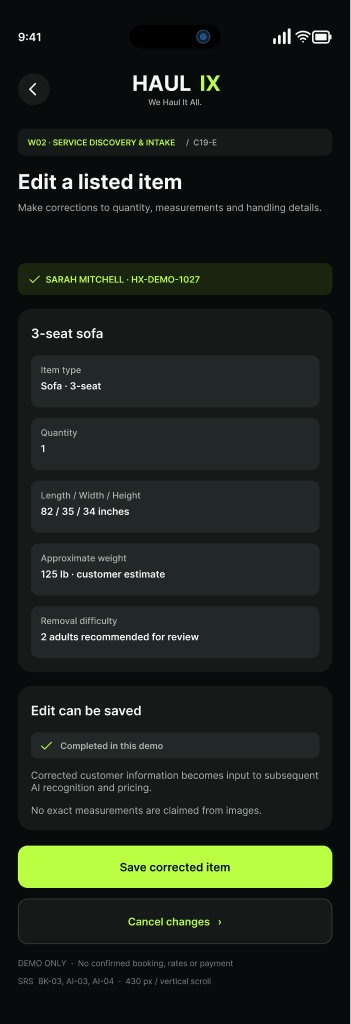 9:41
HAUL IX
We Haul It All.
W02 · SERVICE DISCOVERY & INTAKE / C19-E
Edit a listed item
Make corrections to quantity, measurements and handling details.
SARAH MITCHELL · HX-DEMO-1027
3-seat sofa
Item type
Sofa · 3-seat
Quantity
1
Length / Width / Height
82 / 35 / 34 inches
Approximate weight
125 lb · customer estimate
Removal difficulty
2 adults recommended for review
Edit can be saved
Completed in this demo
Corrected customer information becomes input to subsequent
AI recognition and pricing.
No exact measurements are claimed from images.
Save corrected item
Cancel changes ›
DEMO ONLY · No confirmed booking, rates or payment
SRS BK-03, AI-03, AI-04 · 430 px / vertical scroll